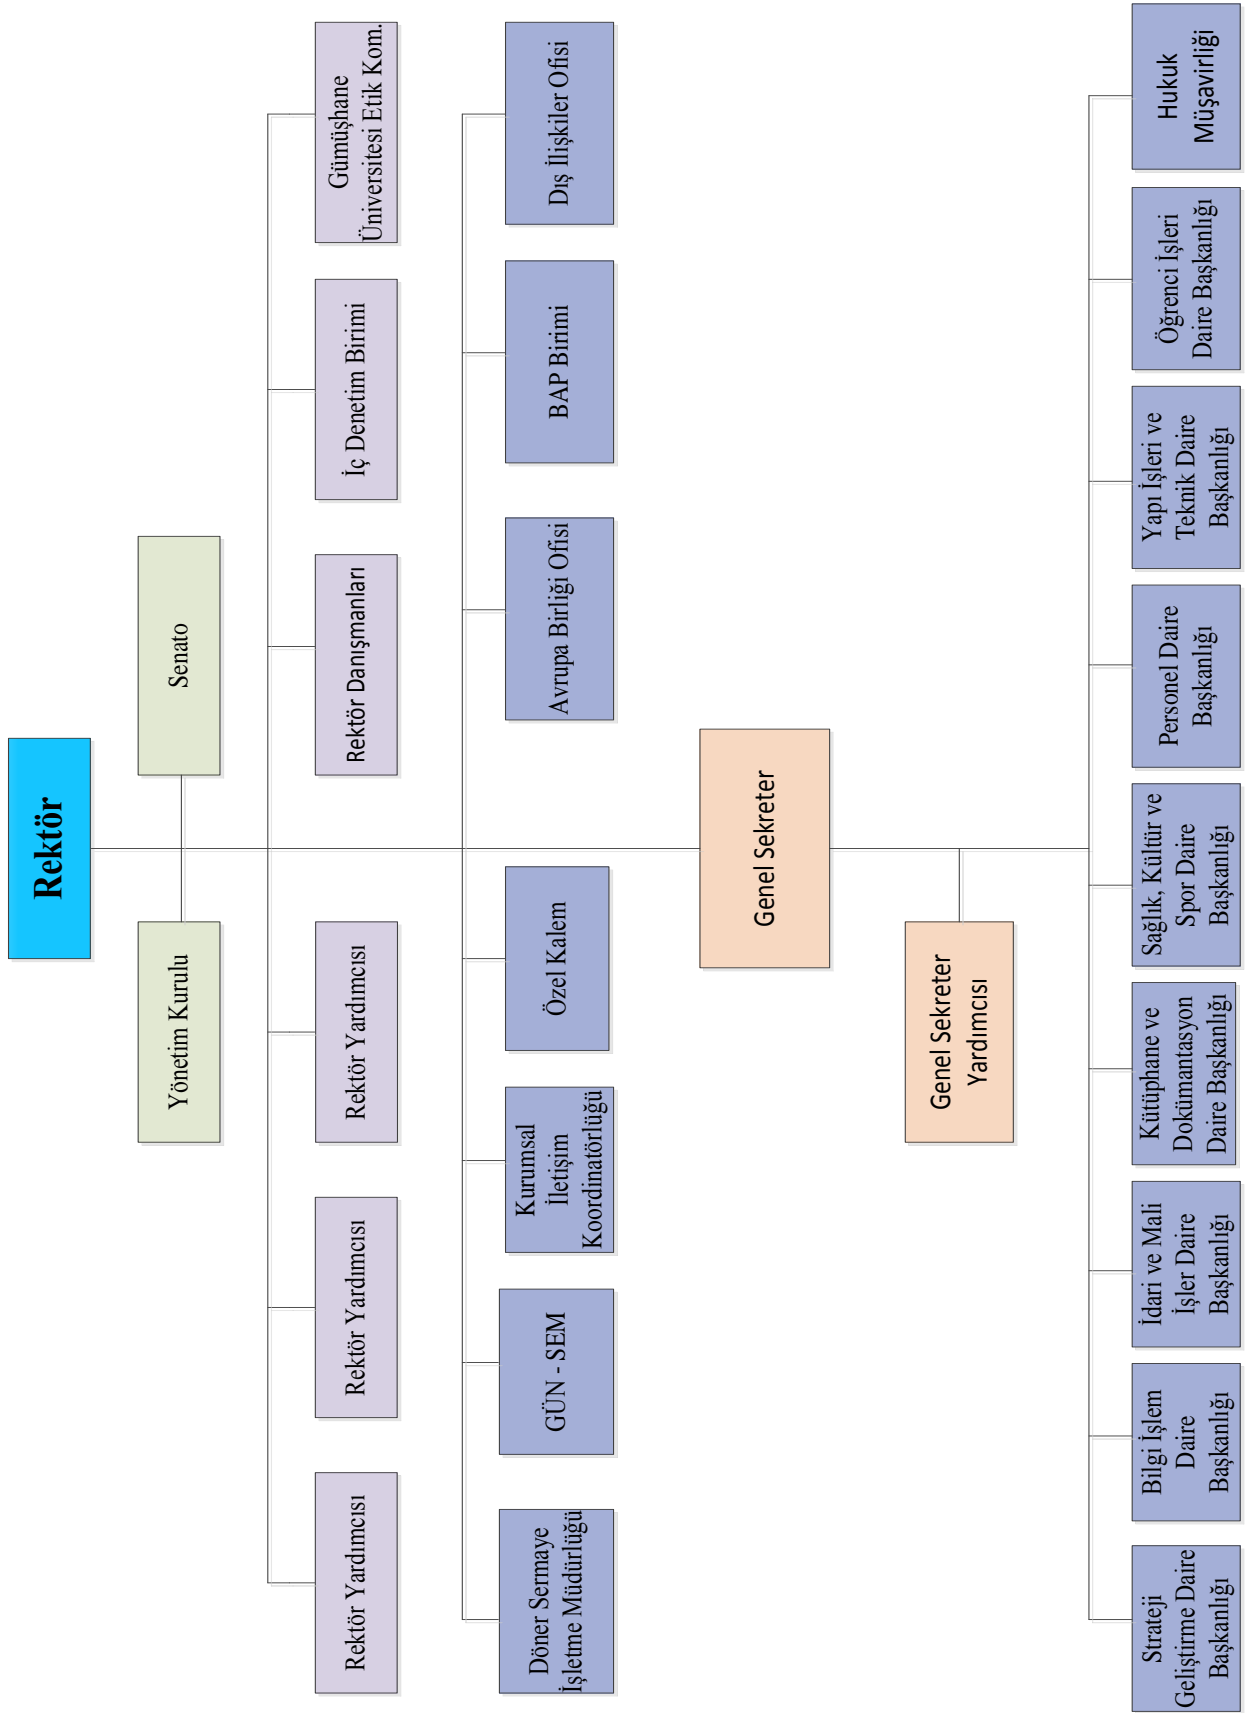 Rektör
Yönetim Kurulu
Senato
Rektör Yardımcısı
Rektör Yardımcısı
Rektör Yardımcısı
Rektör Danışmanları
İç Denetim Birimi
Gümüşhane
Üniversitesi Etik Kom.
Döner Sermaye
İşletme Müdürlüğü
GÜN - SEM
Kurumsal
İletişim
Koordinatörlüğü
Özel Kalem
Avrupa Birliği Ofisi
BAP Birimi
Dış İlişkiler Ofisi
Genel Sekreter
Genel Sekreter
Yardımcısı
Strateji
Geliştirme Daire
Başkanlığı
Bilgi İşlem
Daire
Başkanlığı
İdari ve Mali
İşler Daire
Başkanlığı
Kütüphane ve
Dokümantasyon
Daire Başkanlığı
Sağlık, Kültür ve
Spor Daire
Başkanlığı
Personel Daire
Başkanlığı
Yapı İşleri ve
Teknik Daire
Başkanlığı
Öğrenci İşleri
Daire Başkanlığı
Hukuk
Müşavirliği